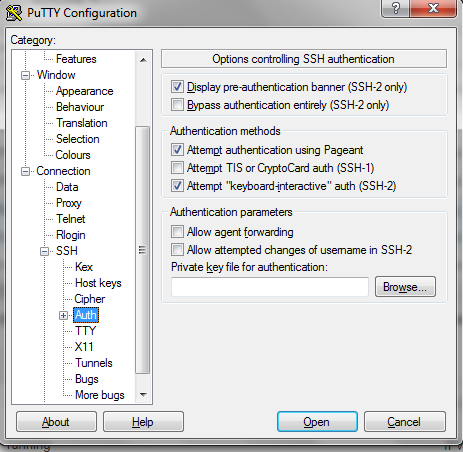 PuTTY Configuration
?
Category:
Features
Window
Appearance
Behaviour
Translation
Selection
Colours
Connection
Data
Proxy
Telnet
Rlogin
SSH
Kex
Host keys
Cipher
Auth
TTY
X11
Tunnels
Bugs
More bugs
Options controlling SSH authentication
Display pre-authentication banner (SSH-2 only)
Bypass authentication entirely (SSH-2 only)
Authentication methods
Attempt authentication using Pageant
Attempt TIS or CryptoCard auth (SSH-1)
Attempt "keyboard-interactive" auth (SSH-2)
Authentication parameters
Allow agent forwarding
Allow attempted changes of username in SSH-2
Private key file for authentication:
Browse...
About
Help
Open
Cancel